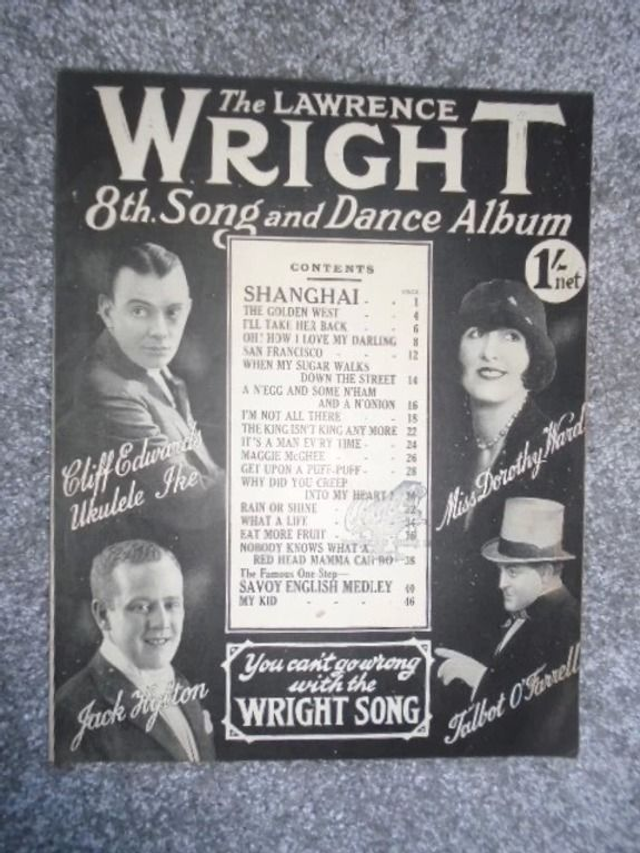 The LAWRENCE
WRIGHT
8th. Song and Dance Album
1/- net
CONTENTS
PAGE
SHANGHAI - - 1
THE GOLDEN WEST - - 4
I'LL TAKE HER BACK - - 6
OH! HOW I LOVE MY DARLING 8
SAN FRANCISCO - - 12
WHEN MY SUGAR WALKS
DOWN THE STREET 14
A N'EGG AND SOME N'HAM
AND A N'ONION 16
I'M NOT ALL THERE - - 18
THE KING ISN'T KING ANY MORE 22
IT'S A MAN EV'RY TIME - - 24
MAGGIE McGHEE - - 26
GET UPON A PUFF-PUFF - - 28
WHY DID YOU CREEP
INTO MY HEART?
RAIN OR SHINE -
WHAT A LIFE -
EAT MORE FRUIT -
NOBODY KNOWS WHAT A
RED HEAD MAMMA CAN DO - 38
The Famous One Step—
SAVOY ENGLISH MEDLEY 40
MY KID - - - 46
Cliff Edwards
Ukulele Ike
Miss Dorothy Ward
Jack Hylton
Talbot O'Farrell
You can't go wrong
with the
WRIGHT SONG